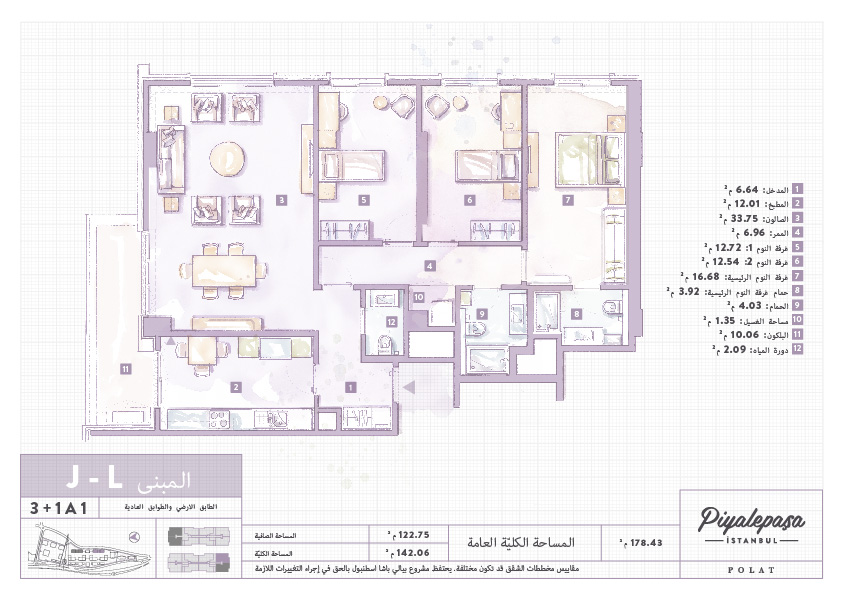 1 المدخل: 6.64 م²
2 المطبخ: 12.01 م²
3 الصالون: 33.75 م²
4 الممر: 6.96 م²
5 غرفة النوم 1: 12.72 م²
6 غرفة النوم 2: 12.54 م²
7 غرفة النوم الرئيسية: 16.68 م²
8 حمام غرفة النوم الرئيسية: 3.92 م²
9 الحمام: 4.03 م²
10 مساحة الغسيل: 1.35 م²
11 البلكون: 10.06 م²
12 دورة المياه: 2.09 م²
3
5
6
7
4
10
9
8
12
11
2
1
المبنى J - L
3+1A1
الطابق الارضي والطوابق العادية
المساحة الصافية
122.75 م²
المساحة الكليّة
142.06 م²
المساحة الكليّة العامة
178.43 م²
مقاييس مخططات الشقق قد تكون مختلفة. يحتفظ مشروع بيالي باشا اسطنبول بالحق في إجراء التغييرات اللازمة
Piyalepaşa
İSTANBUL
POLAT